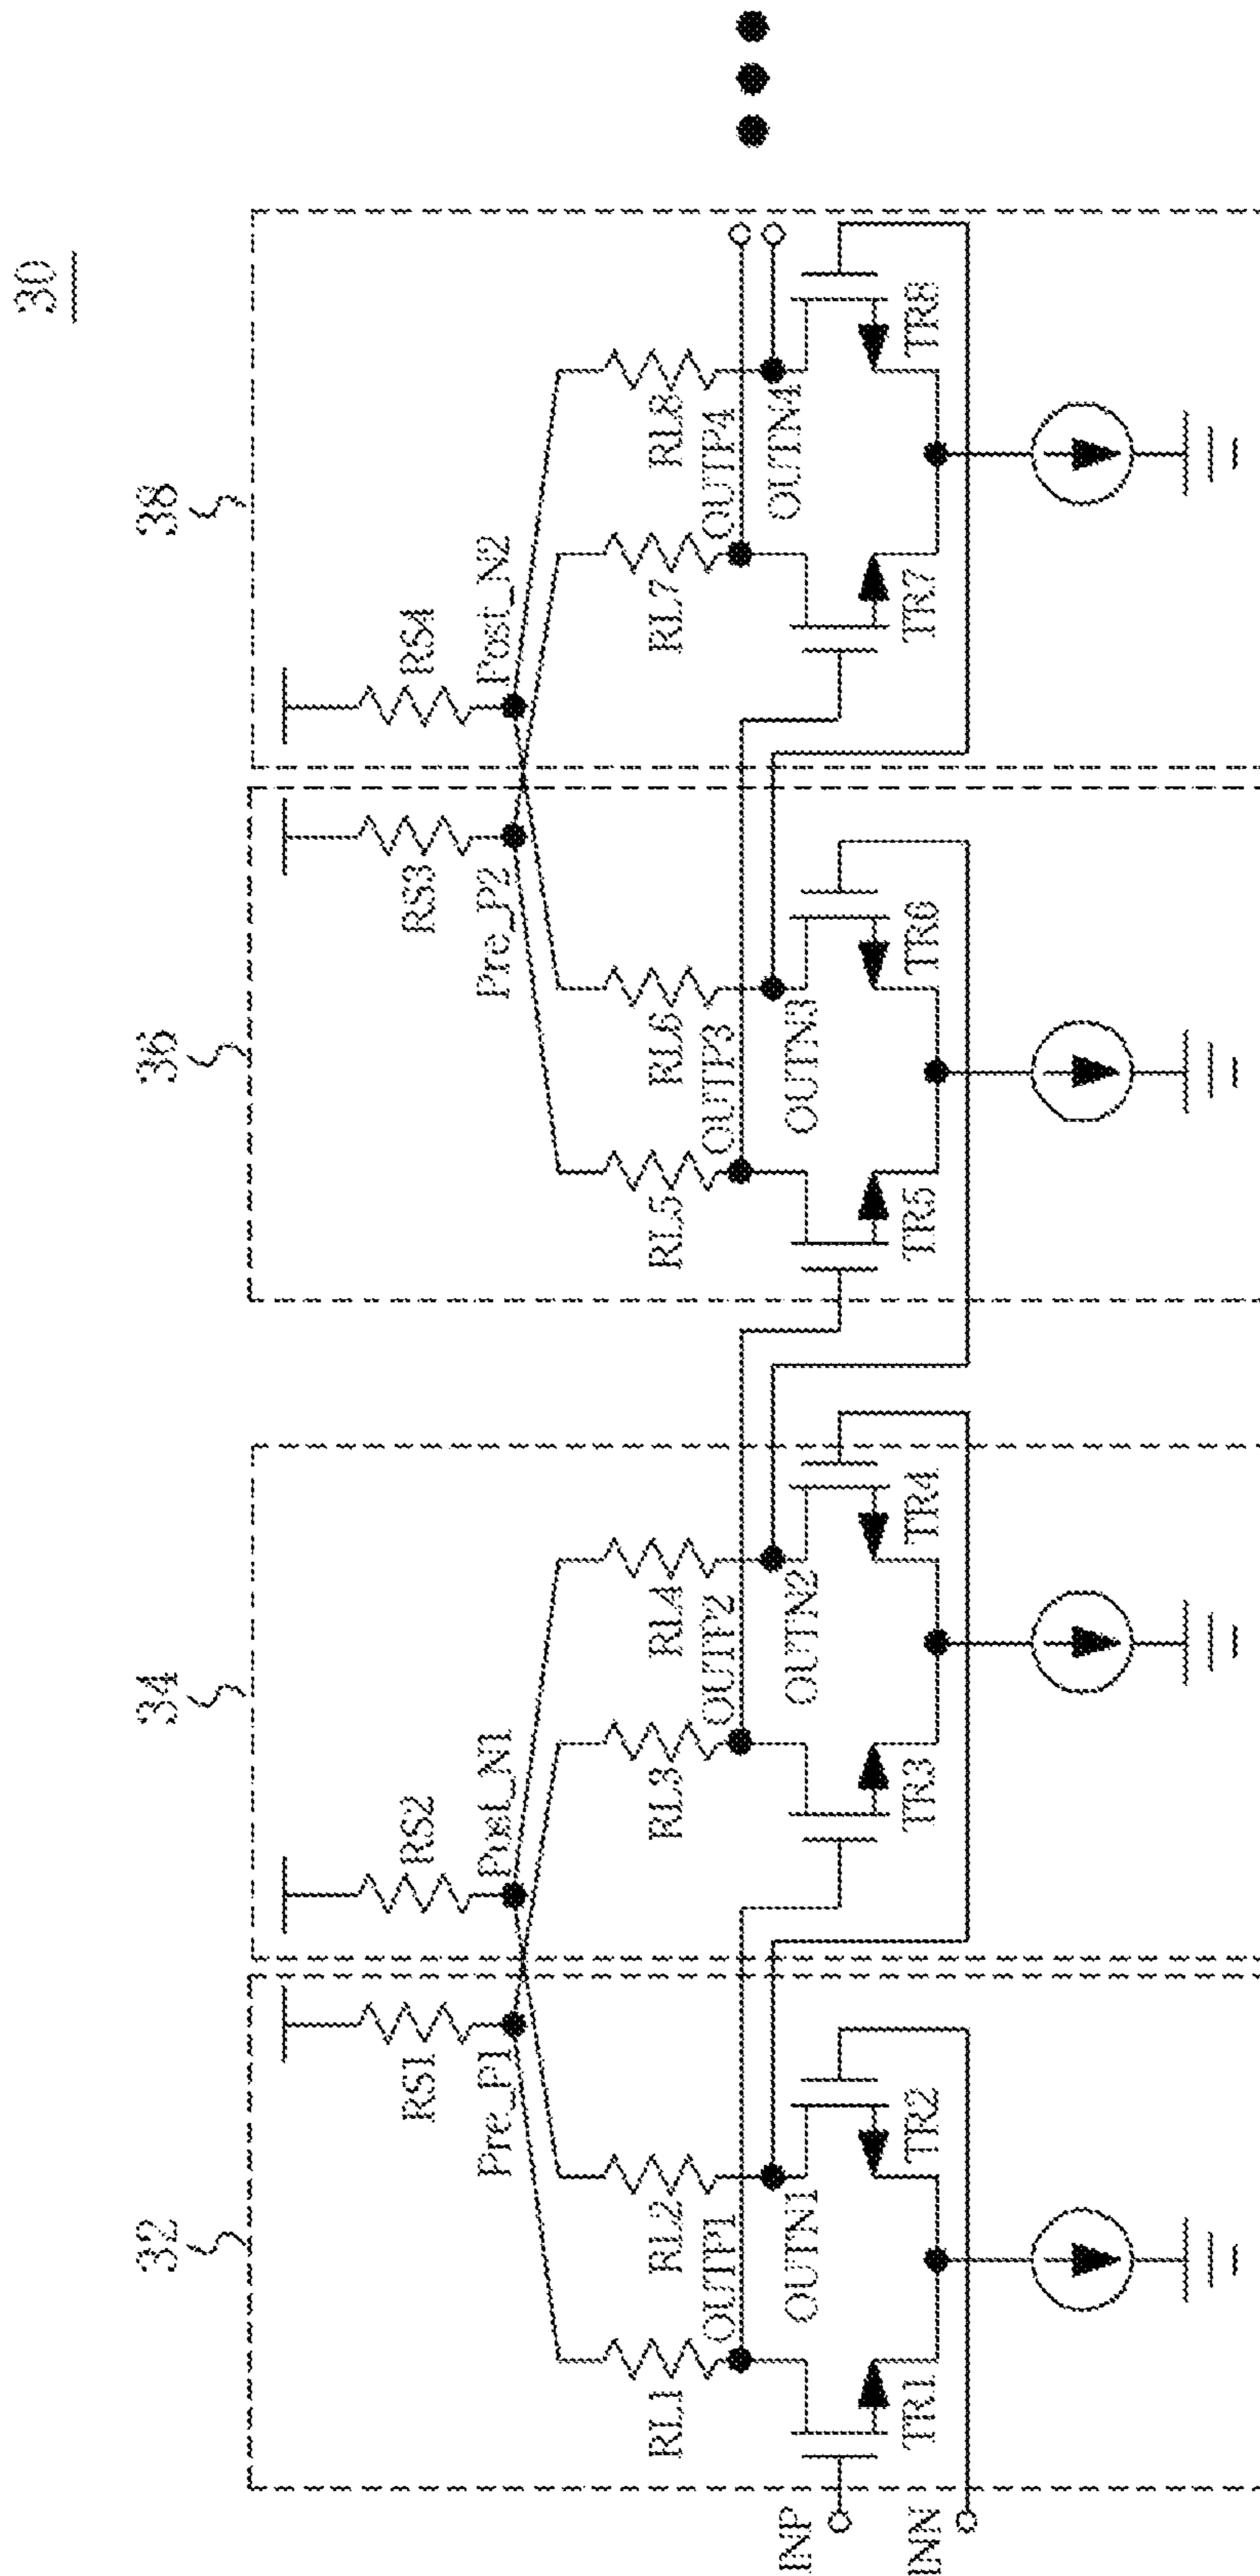 30
32
34
36
38
RS1
RS2
RS3
RS4
Pre_P1
Post_N1
Pre_P2
Post_N2
RL1
RL2
RL3
RL4
RL5
RL6
RL7
RL8
OUTP1
OUTP2
OUTP3
OUTP4
OUTN1
OUTN2
OUTN3
OUTN4
INP
TR1
TR2
TR3
TR4
TR5
TR6
TR7
TR8
INN